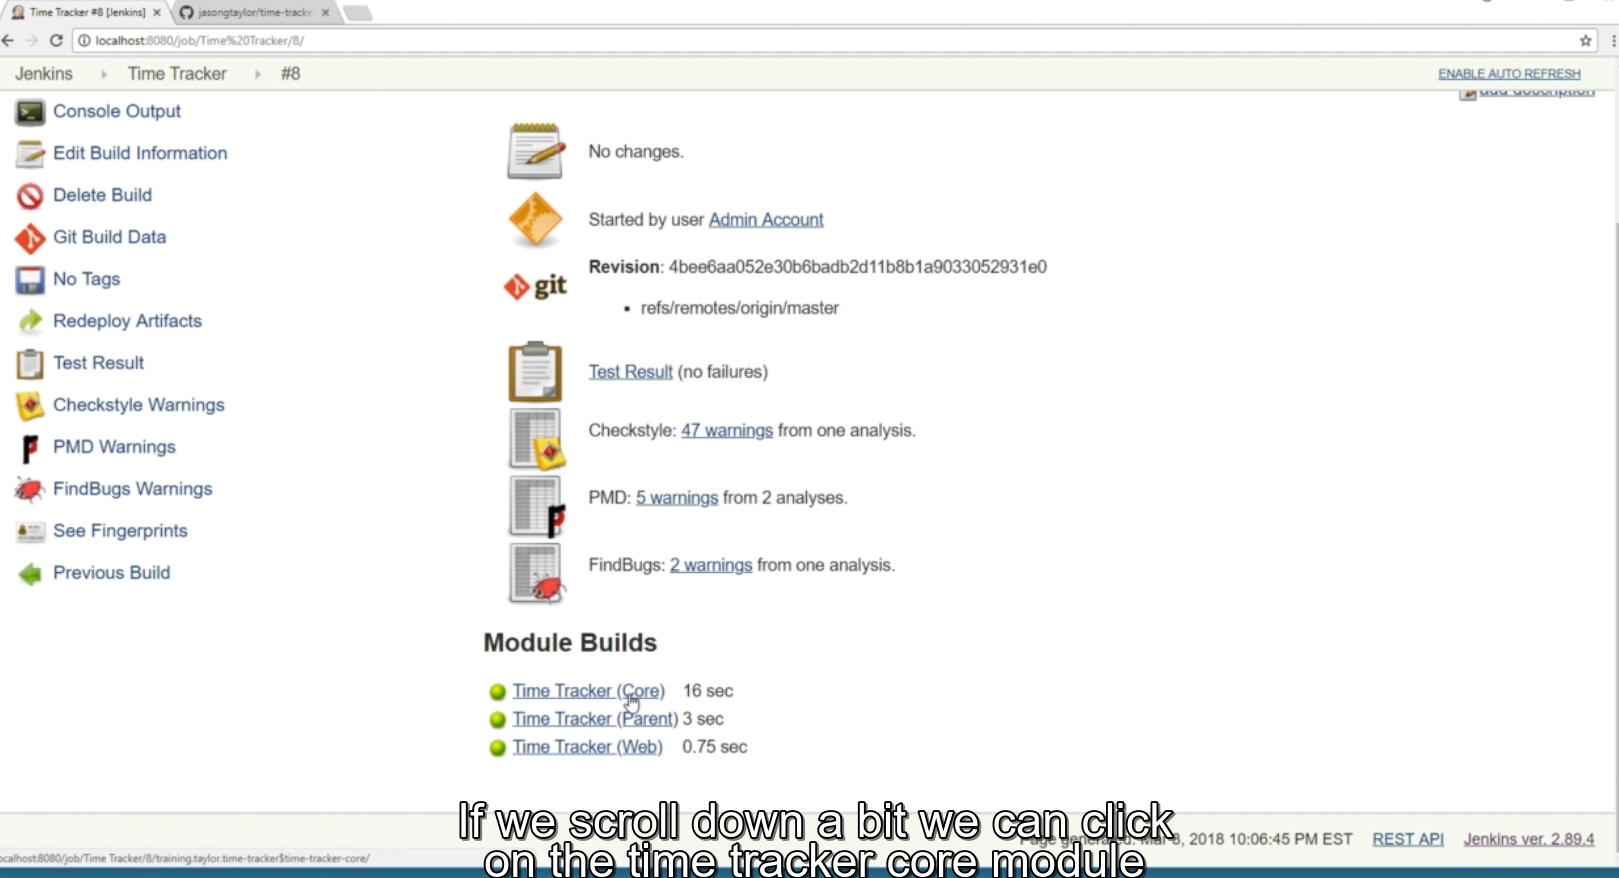 Time Tracker #8 [Jenkins]
jasongtaylor/time-tracke
localhost:8080/job/Time%20Tracker/8/
Jenkins Time Tracker #8
ENABLE AUTO REFRESH
add description
Console Output
Edit Build Information
Delete Build
Git Build Data
No Tags
Redeploy Artifacts
Test Result
Checkstyle Warnings
PMD Warnings
FindBugs Warnings
See Fingerprints
Previous Build
No changes.
Started by user Admin Account
git
Revision: 4bee6aa052e30b6badb2d11b8b1a9033052931e0
• refs/remotes/origin/master
Test Result (no failures)
Checkstyle: 47 warnings from one analysis.
PMD: 5 warnings from 2 analyses.
FindBugs: 2 warnings from one analysis.
Module Builds
Time Tracker (Core) 16 sec
Time Tracker (Parent) 3 sec
Time Tracker (Web) 0.75 sec
Page generated: Mar 8, 2018 10:06:45 PM EST REST API Jenkins ver. 2.89.4
ocalhost:8080/job/Time Tracker/8/training.taylor.time-tracker$time-tracker-core/
If we scroll down a bit we can click
on the time tracker core module